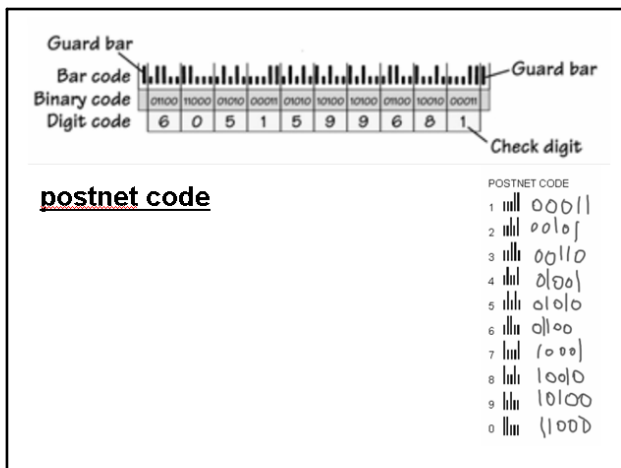 Guard bar
Bar code
Guard bar
Binary code 01100 11000 01010 00011 01010 10100 10100 01100 10010 00011
Digit code 6 0 5 1 5 9 9 6 8 1
Check digit
postnet code
POSTNET CODE
1 00011
2 00101
3 00110
4 01001
5 01010
6 01100
7 10001
8 10010
9 10100
0 11000